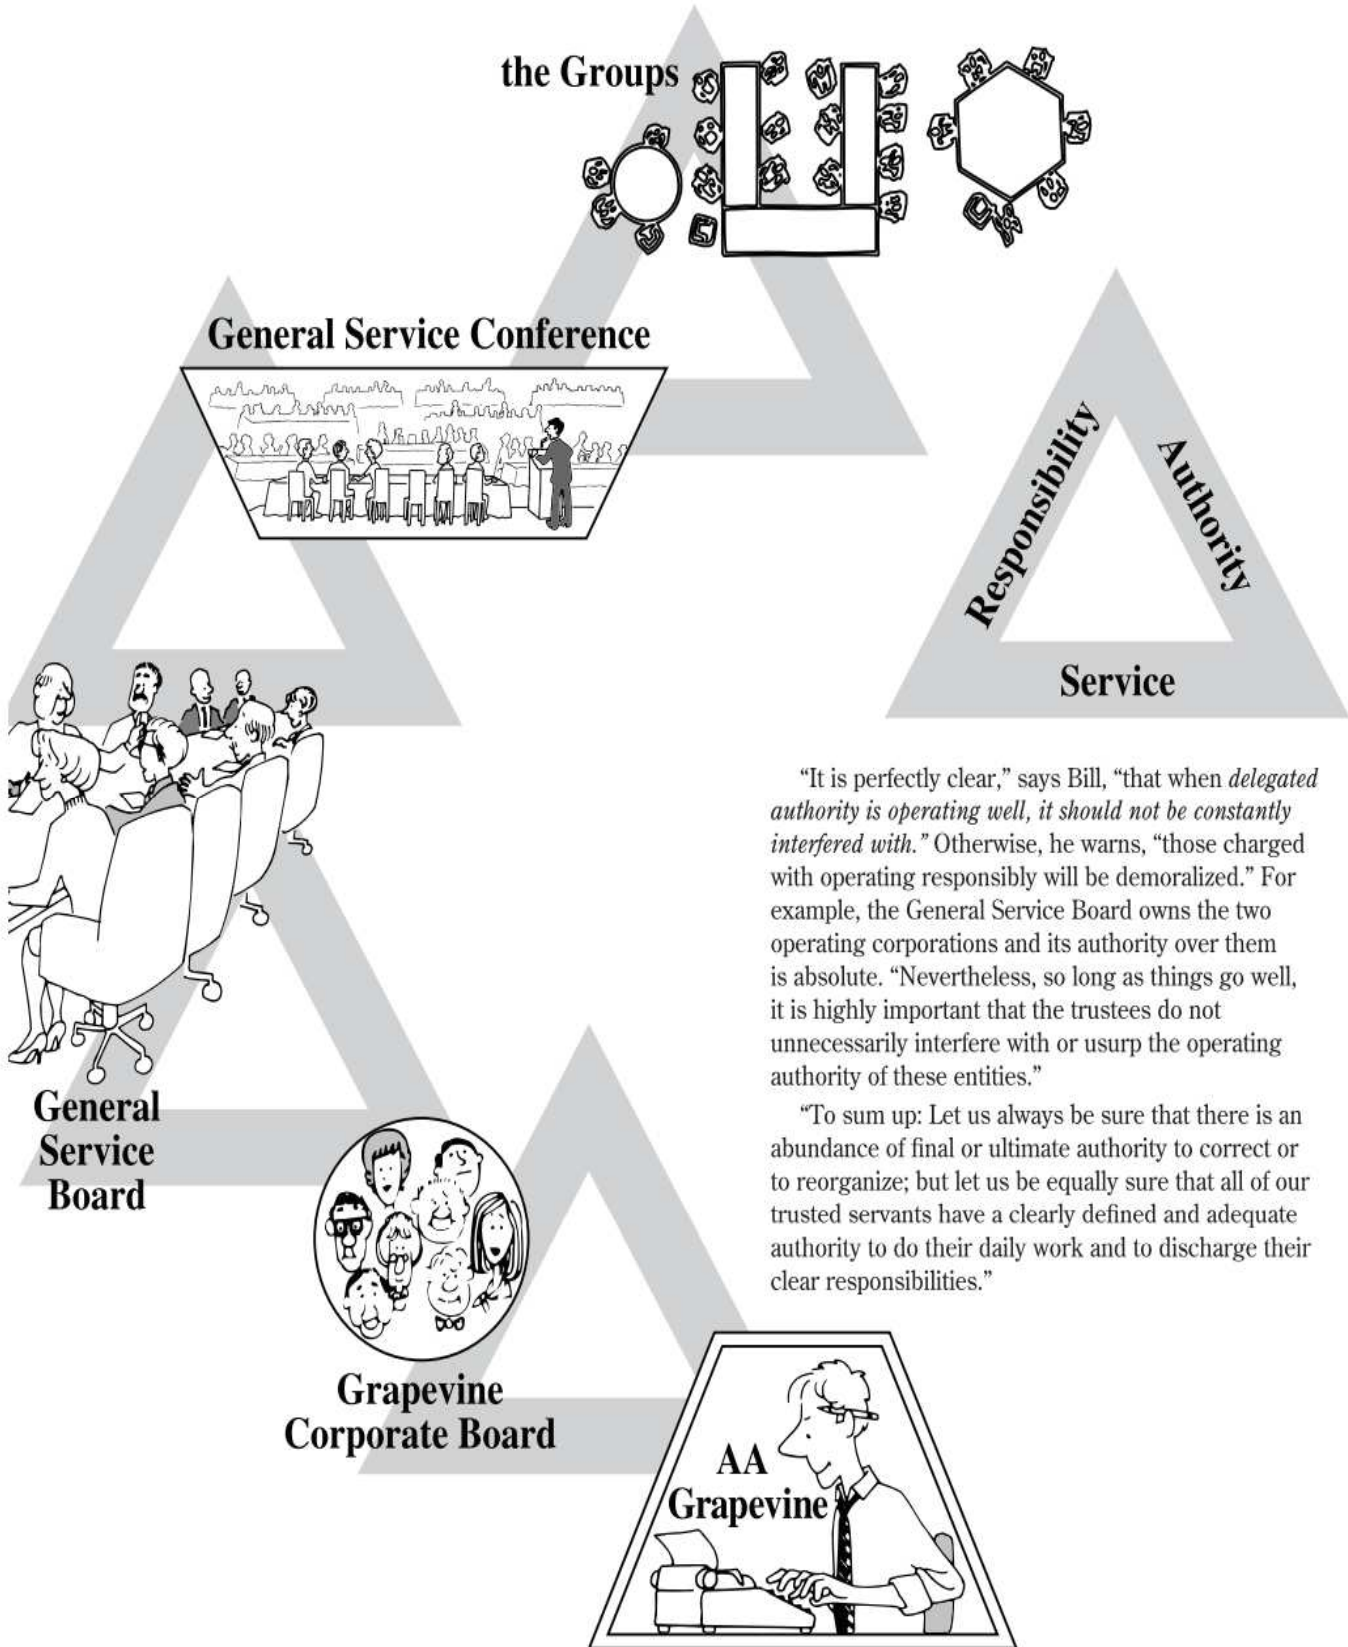 the Groups
General Service Conference
Responsibility
Authority
Service
“It is perfectly clear,” says Bill, “that when delegated
authority is operating well, it should not be constantly
interfered with.” Otherwise, he warns, “those charged
with operating responsibly will be demoralized.” For
example, the General Service Board owns the two
operating corporations and its authority over them
is absolute. “Nevertheless, so long as things go well,
it is highly important that the trustees do not
unnecessarily interfere with or usurp the operating
authority of these entities.”
“To sum up: Let us always be sure that there is an
abundance of final or ultimate authority to correct or
to reorganize; but let us be equally sure that all of our
trusted servants have a clearly defined and adequate
authority to do their daily work and to discharge their
clear responsibilities.”
General
Service
Board
Grapevine
Corporate Board
AA
Grapevine